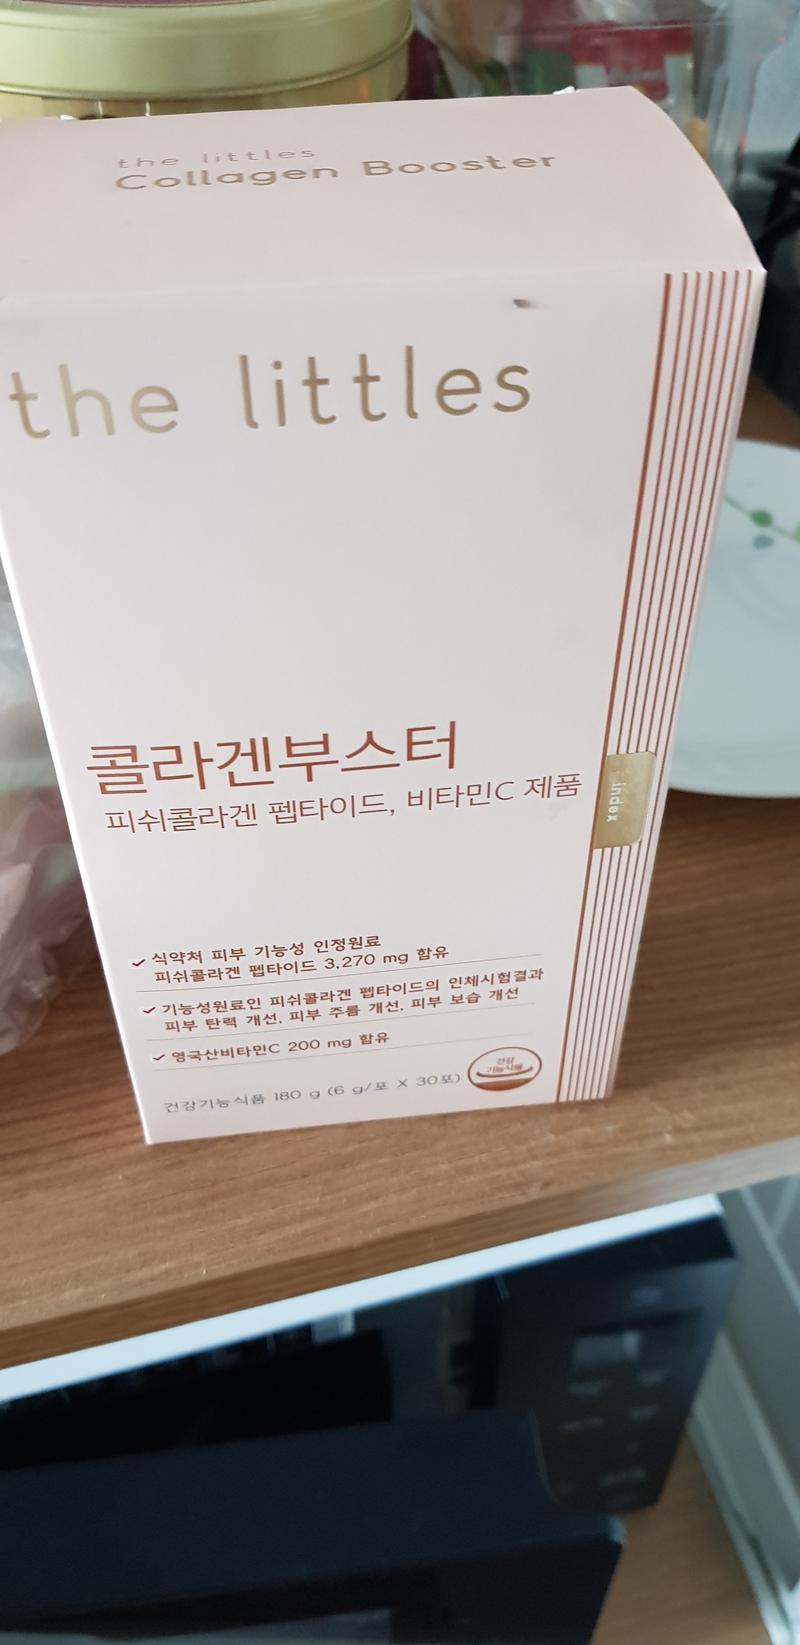 the littles
Collagen Booster
the littles
콜라겐부스터
피쉬콜라겐 펩타이드, 비타민C 제품
index
식약처 피부 기능성 인정원료
피쉬콜라겐 펩타이드 3,270 mg 함유
기능성원료인 피쉬콜라겐 펩타이드의 인체시험결과
피부 탄력 개선, 피부 주름 개선, 피부 보습 개선
영국산비타민C 200 mg 함유
건강기능식품 180 g (6 g/포 X 30포)
건강
기능식품